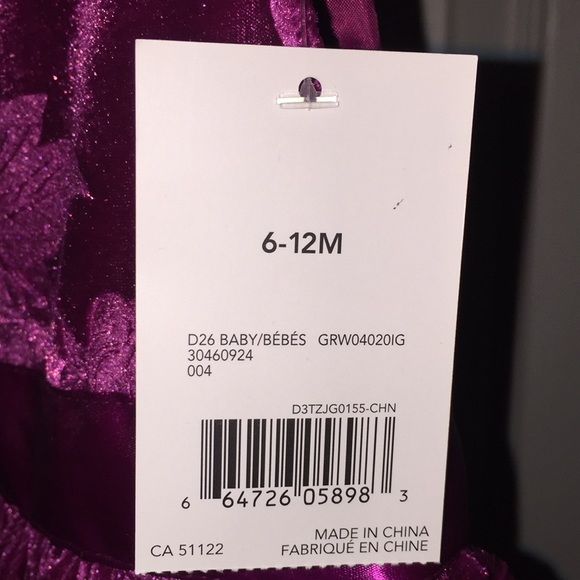 6-12M
D26 BABY/BÉBÉS GRW04020IG
30460924
004
D3TZJG0155-CHN
6 64726 05898 3
MADE IN CHINA
CA 51122 FABRIQUÉ EN CHINE